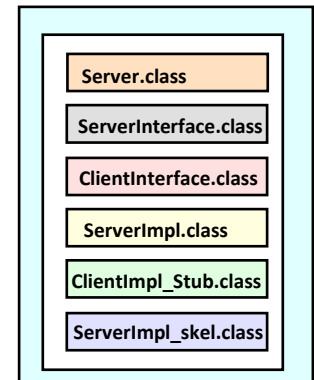 Server.class
ServerInterface.class
ClientInterface.class
ServerImpl.class
ClientImpl_Stub.class
ServerImpl_skel.class